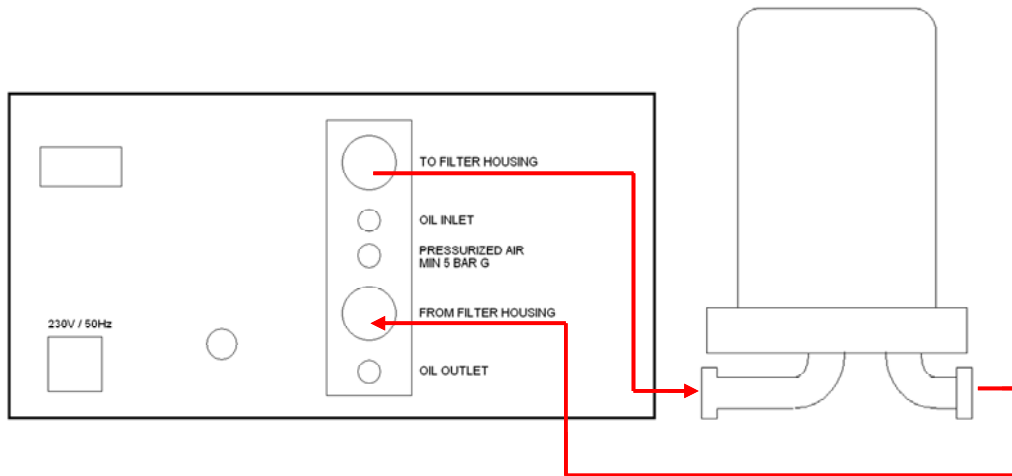 TO FILTER HOUSING
OIL INLET
PRESSURIZED AIR
MIN 5 BAR G
FROM FILTER HOUSING
230V / 50Hz
OIL OUTLET